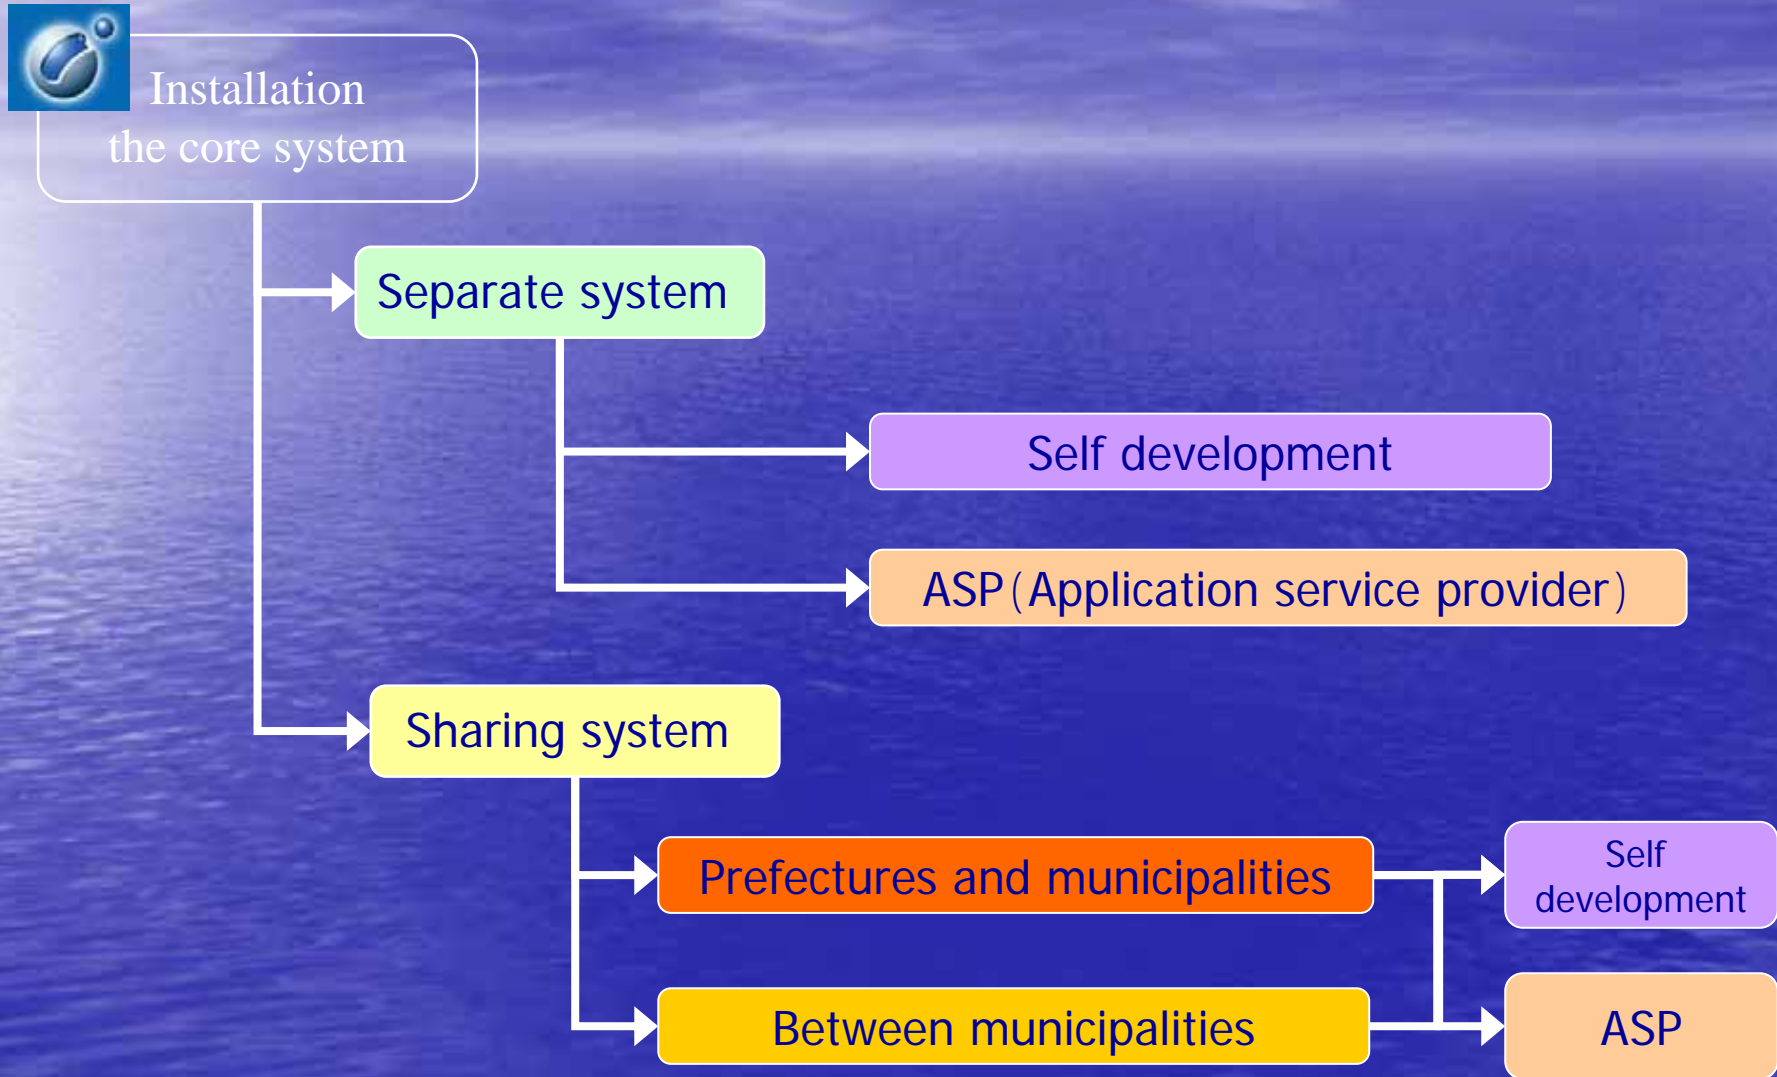 Installation
the core system
Separate system
Self development
ASP(Application service provider)
Sharing system
Prefectures and municipalities
Self
development
Between municipalities
ASP